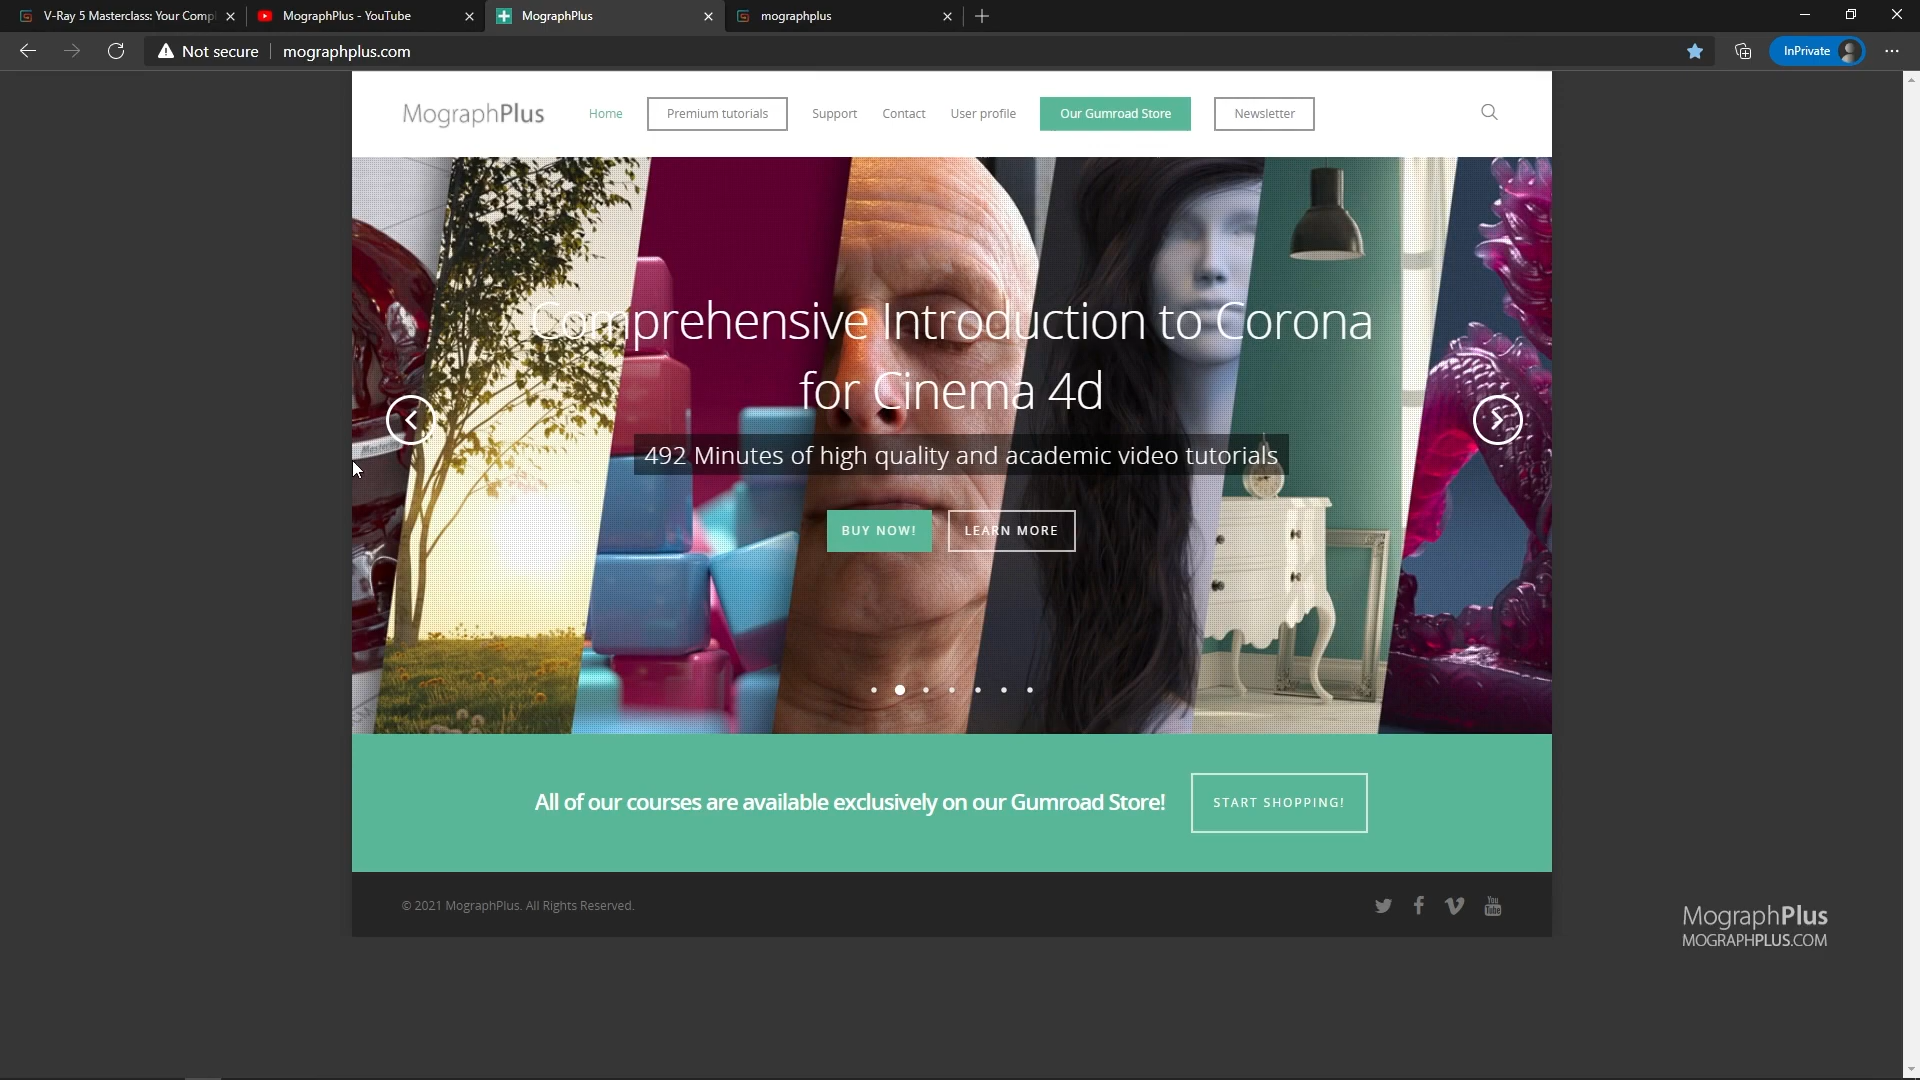 V-Ray 5 Masterclass: Your Compl
MographPlus - YouTube
MographPlus
mographplus
Not secure
mographplus.com
InPrivate
MographPlus
Home
Premium tutorials
Support
Contact
User profile
Our Gumroad Store
Newsletter
Comprehensive Introduction to Corona
for Cinema 4d
492 Minutes of high quality and academic video tutorials
BUY NOW!
LEARN MORE
All of our courses are available exclusively on our Gumroad Store!
START SHOPPING!
© 2021 MographPlus. All Rights Reserved.
You
Tube
MographPlus
MOGRAPHPLUS.COM